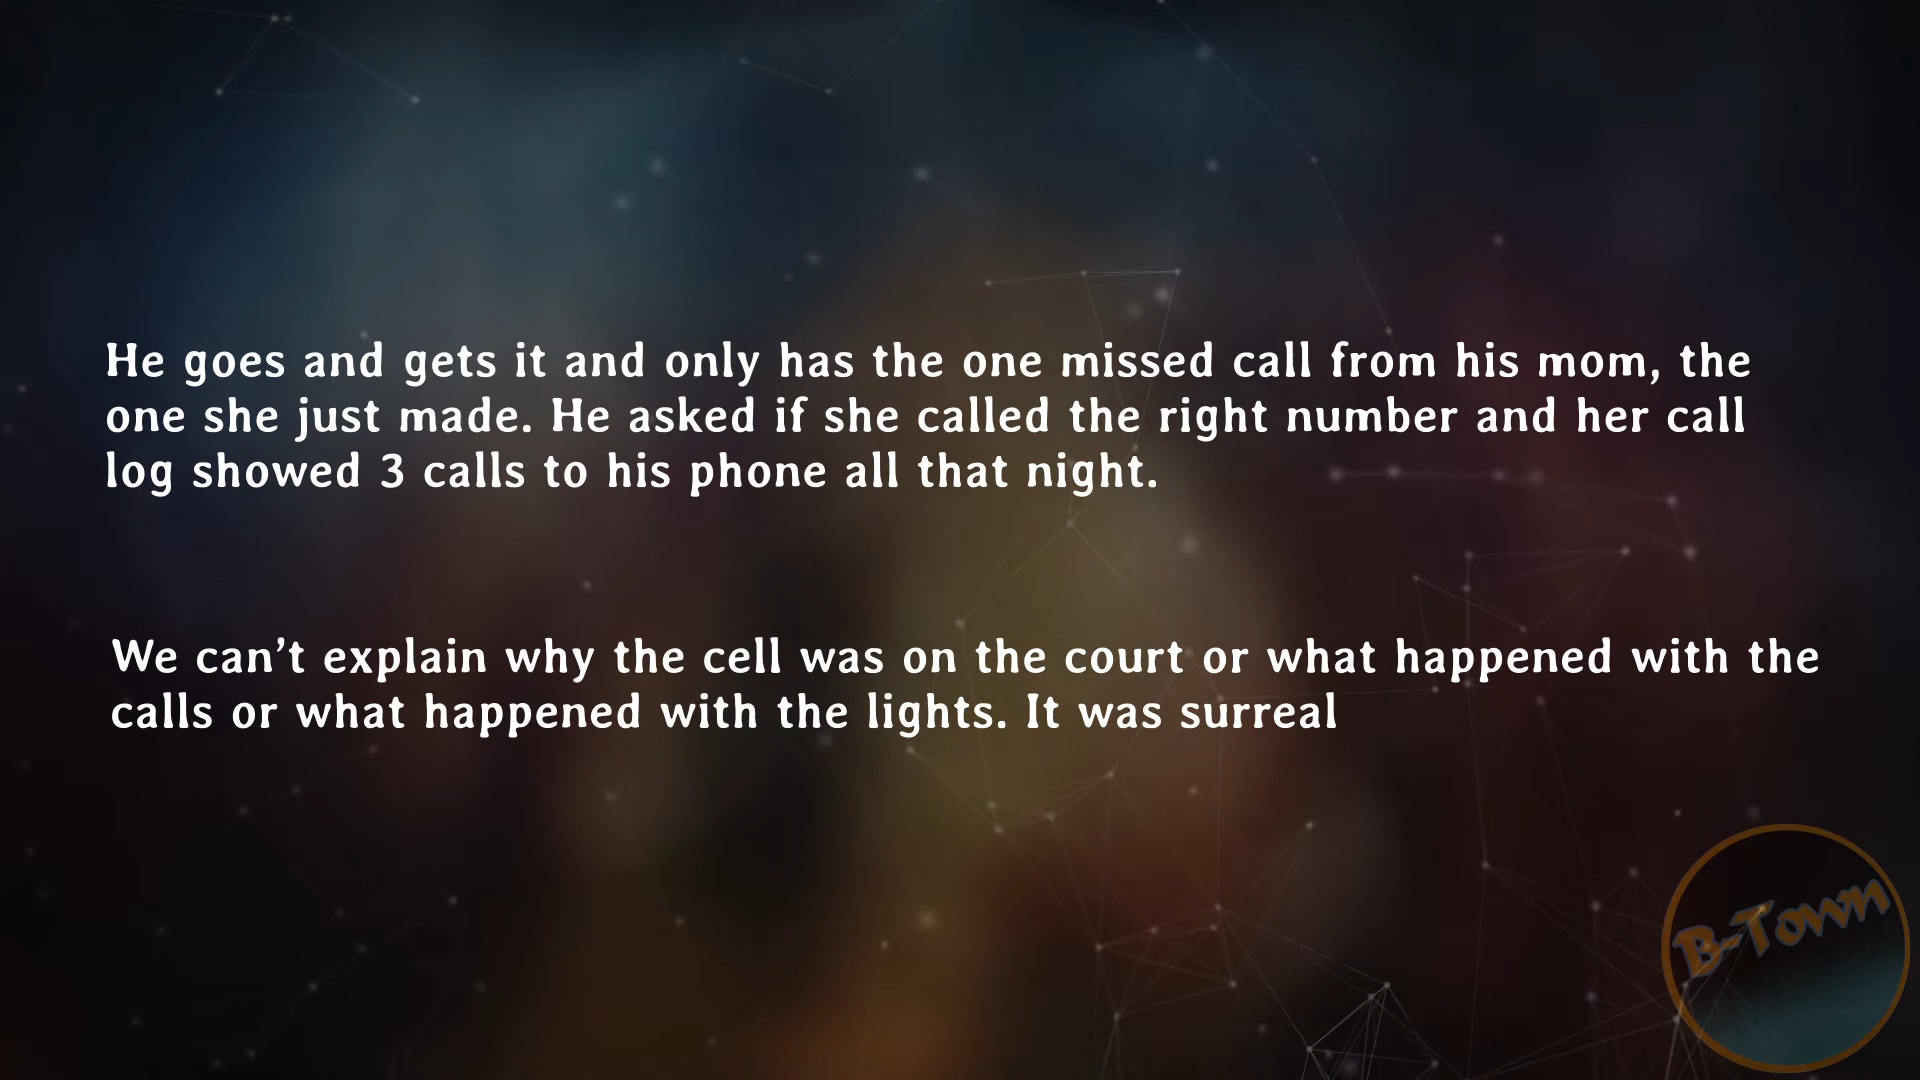 He goes and gets it and only has the one missed call from his mom, the
one she just made. He asked if she called the right number and her call
log showed 3 calls to his phone all that night.
We can’t explain why the cell was on the court or what happened with the
calls or what happened with the lights. It was surreal
B-Town